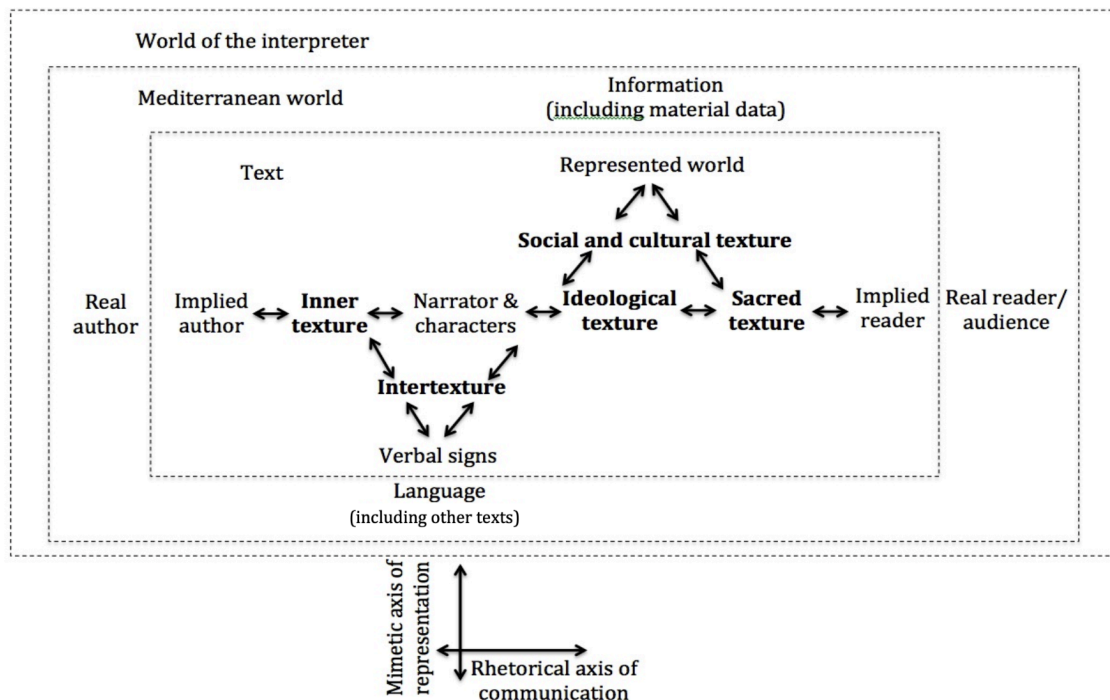 World of the interpreter
Mediterranean world
Information
(including material data)
Text
Represented world
Social and cultural texture
Real
author
Implied
author
Inner
texture
Narrator &
characters
Ideological
texture
Sacred
texture
Implied
reader
Real reader/
audience
Intertexture
Verbal signs
Language
(including other texts)
Mimetic axis of
representation
Rhetorical axis of
communication